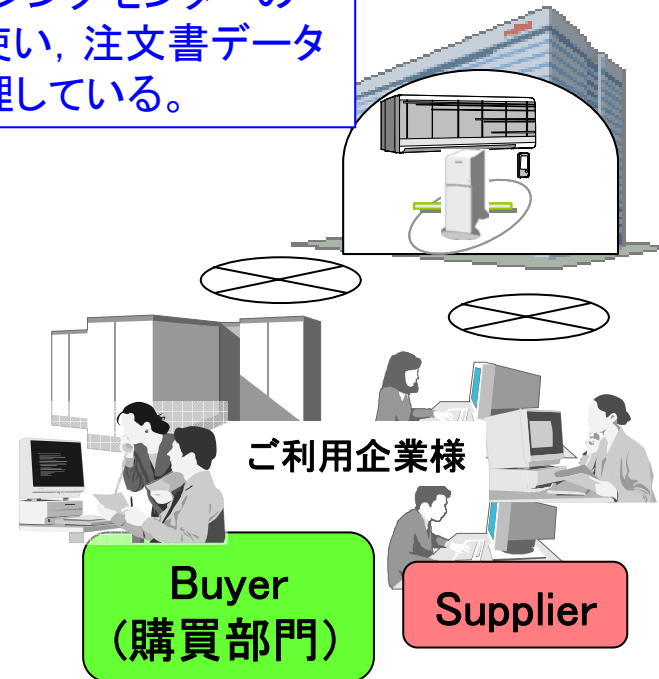 使い，注文書データ
理している。
ご利用企業様
Buyer
(購買部門)
Supplier